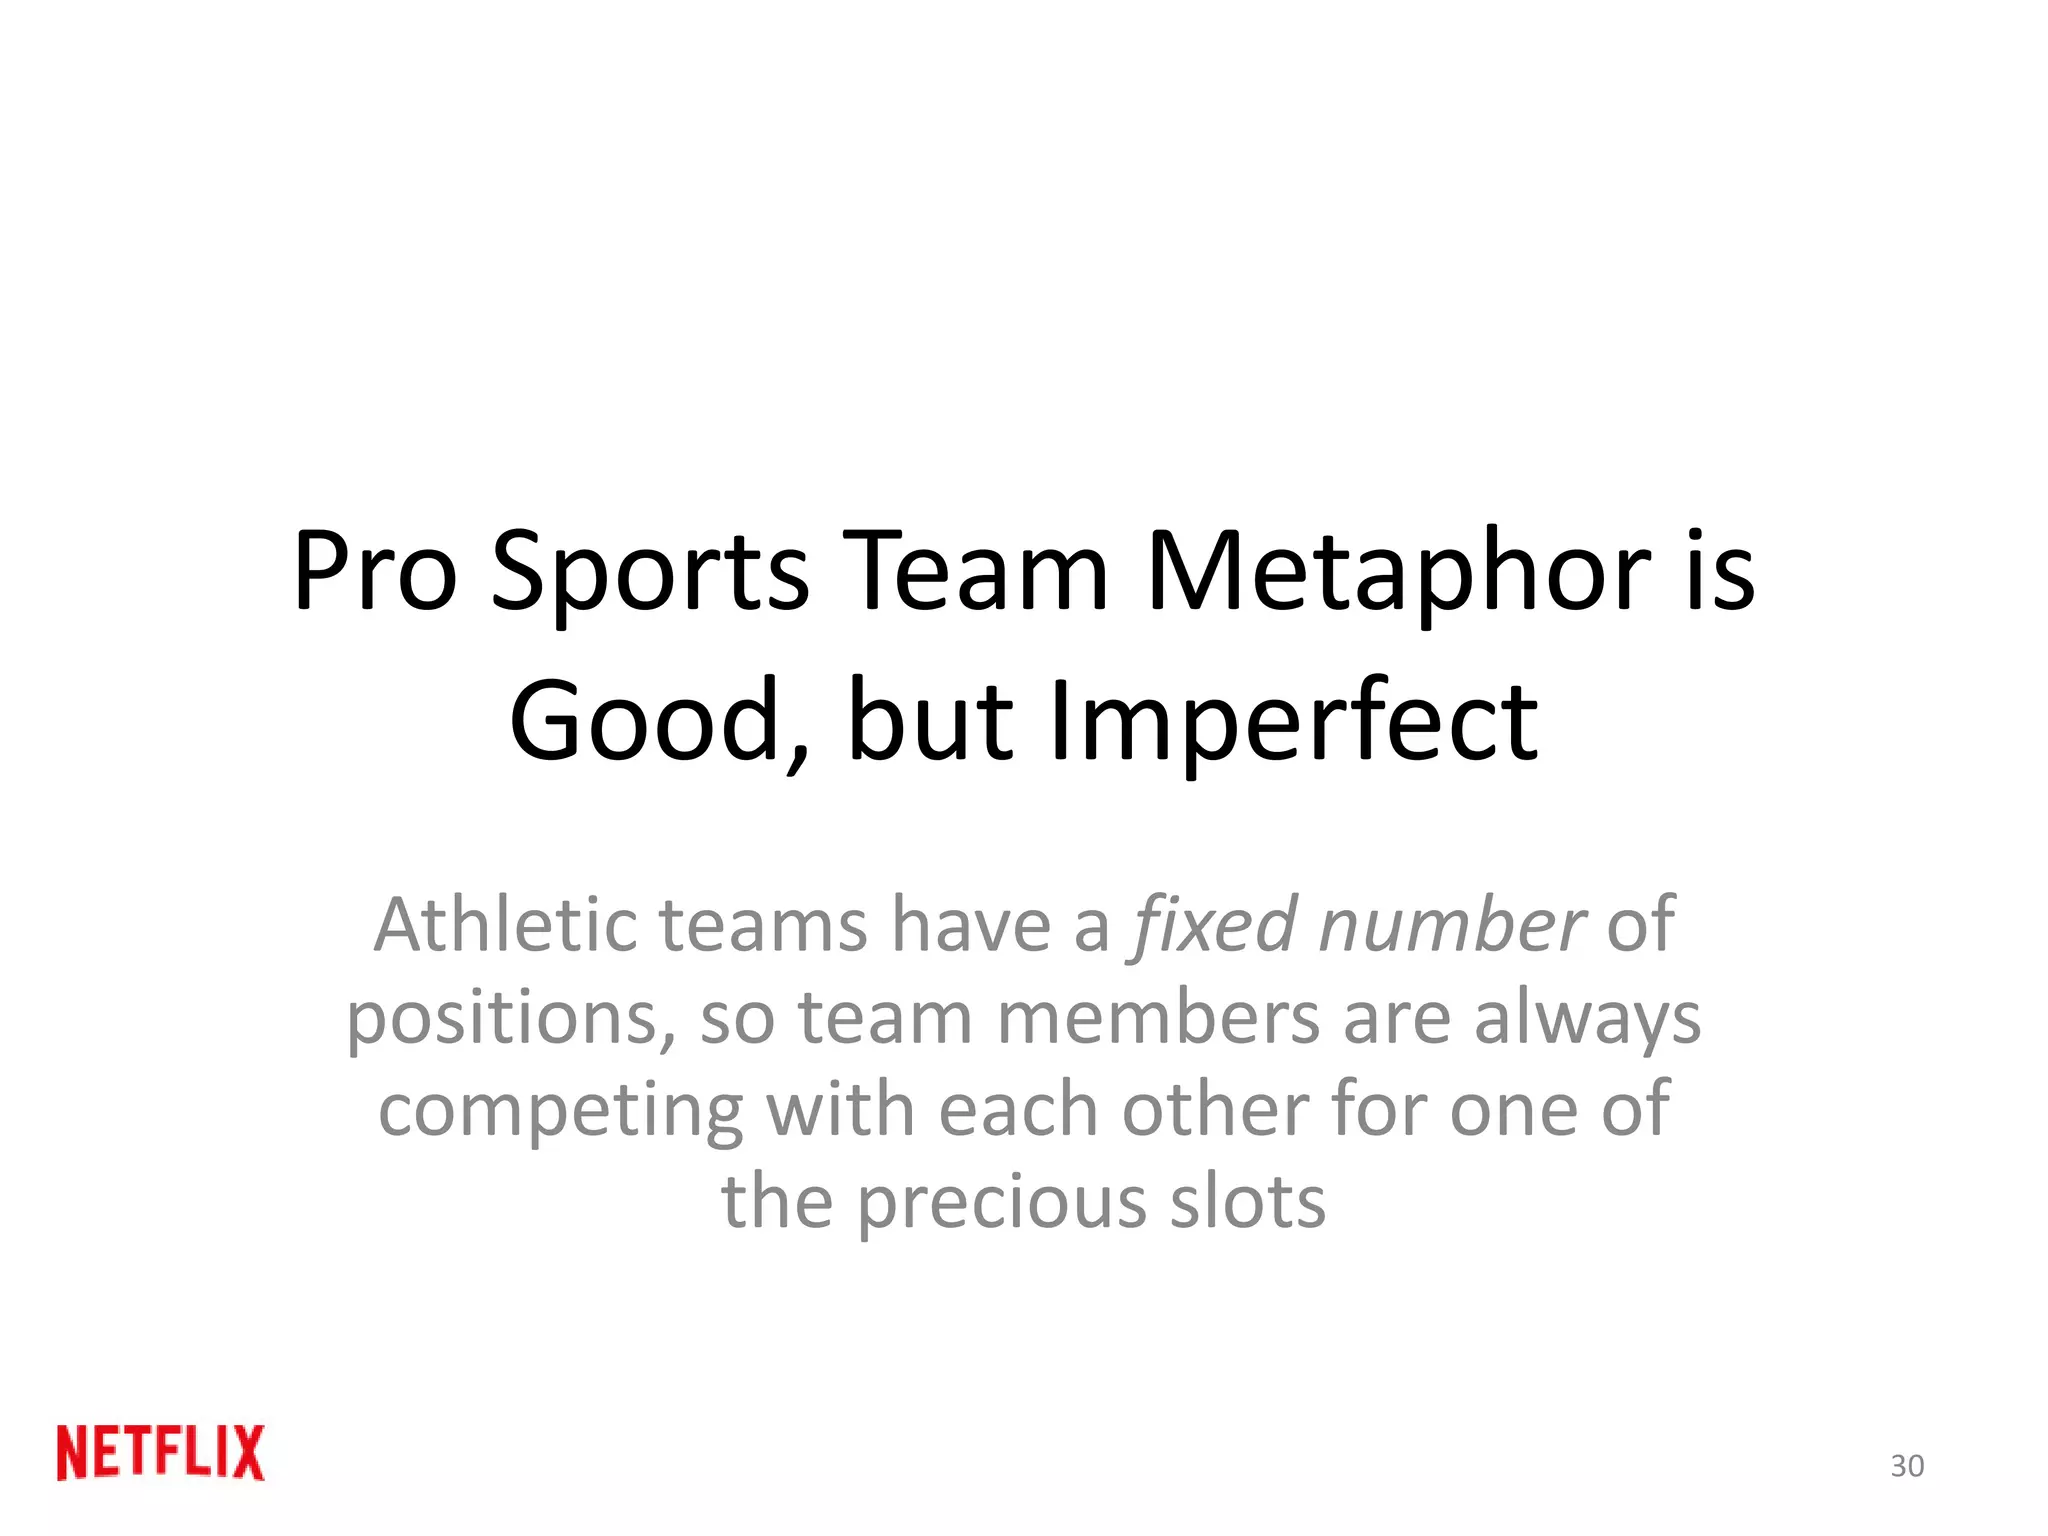 Pro Sports Team Metaphor is
Good, but Imperfect
Athletic teams have a fixed number of
positions, so team members are always
competing with each other for one of
the precious slots
NETFLIX
30